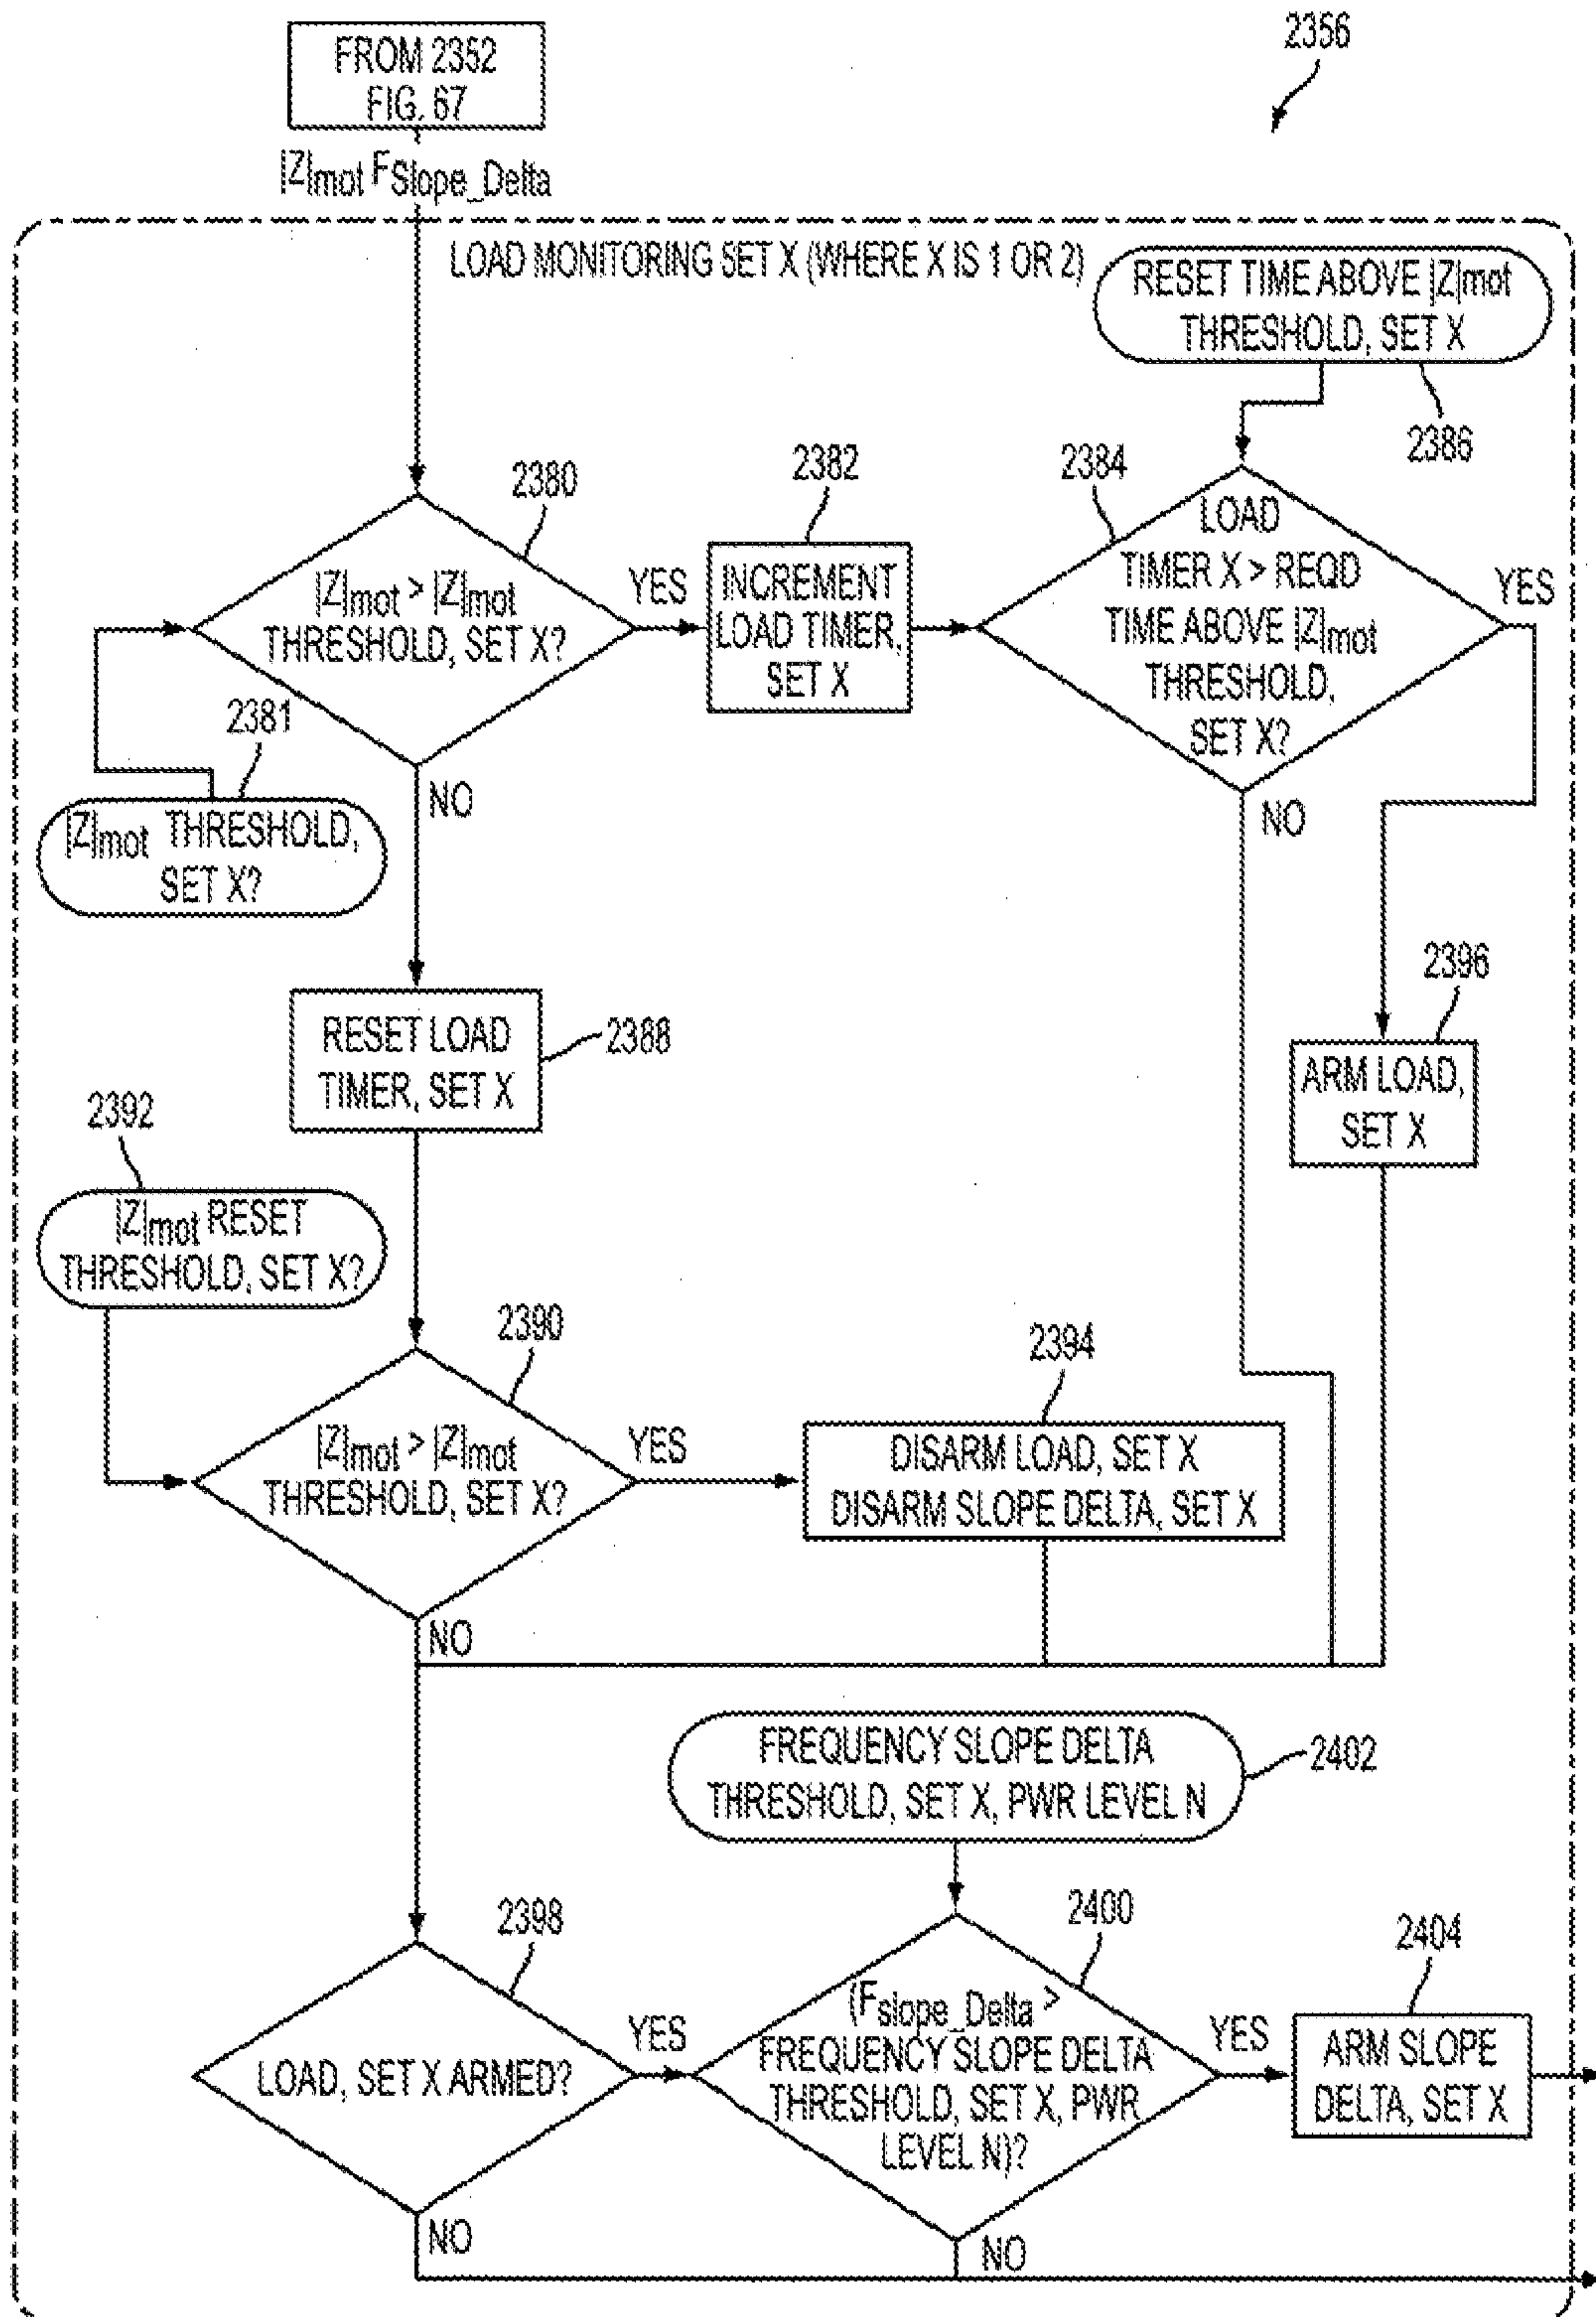 FROM 2352
FIG. 67
2356
|Z|mot FSlope_Delta
LOAD MONITORING SET X (WHERE X IS 1 OR 2)
RESET TIME ABOVE |Z|mot
THRESHOLD, SET X
2386
2380
|Z|mot > |Z|mot
THRESHOLD, SET X?
YES
NO
2381
|Z|mot THRESHOLD,
SET X?
2382
INCREMENT
LOAD TIMER,
SET X
2384
LOAD
TIMER X > REQD
TIME ABOVE |Z|mot
THRESHOLD,
SET X?
YES
NO
2396
ARM LOAD,
SET X
RESET LOAD
TIMER, SET X
2388
2392
|Z|mot RESET
THRESHOLD, SET X?
2390
|Z|mot > |Z|mot
THRESHOLD, SET X?
YES
NO
2394
DISARM LOAD, SET X
DISARM SLOPE DELTA, SET X
FREQUENCY SLOPE DELTA
THRESHOLD, SET X, PWR LEVEL N
2402
2398
LOAD, SET X ARMED?
YES
NO
2400
(Fslope_Delta >
FREQUENCY SLOPE DELTA
THRESHOLD, SET X, PWR
LEVEL N)?
YES
NO
2404
ARM SLOPE
DELTA, SET X